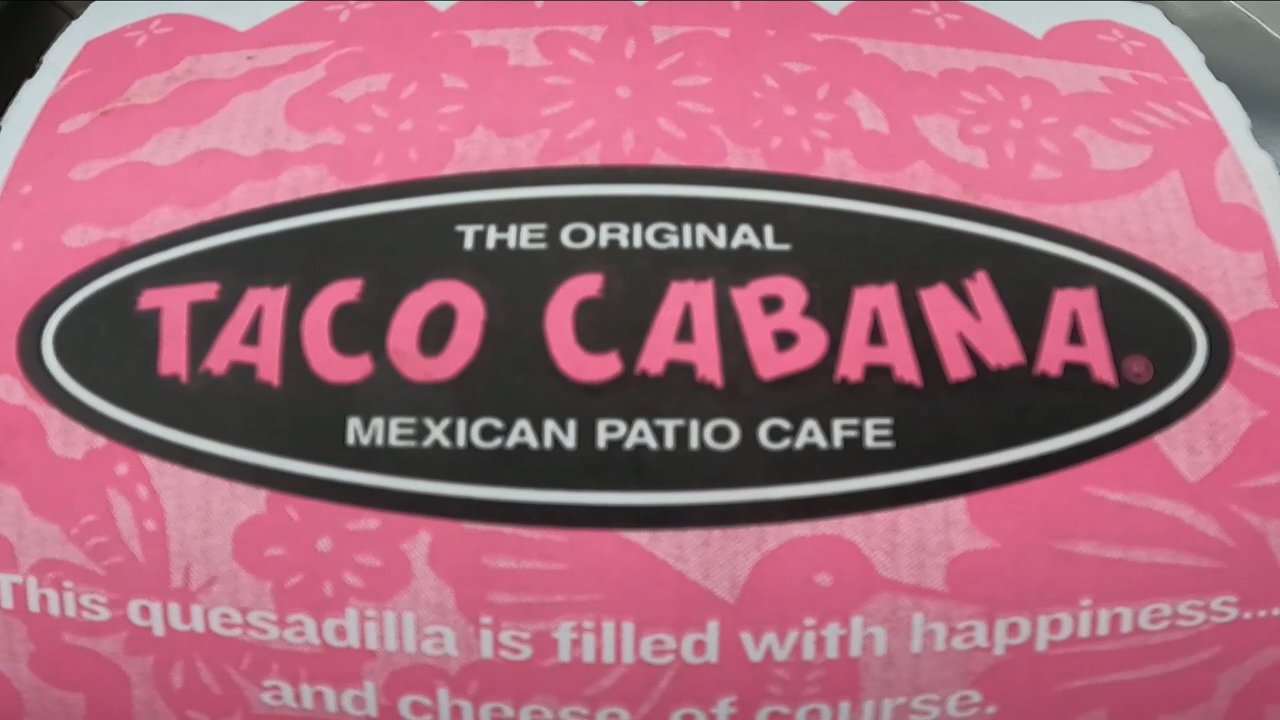 THE ORIGINAL
TACO CABANA®
MEXICAN PATIO CAFE
This quesadilla is filled with happiness...
and cheese, of course.